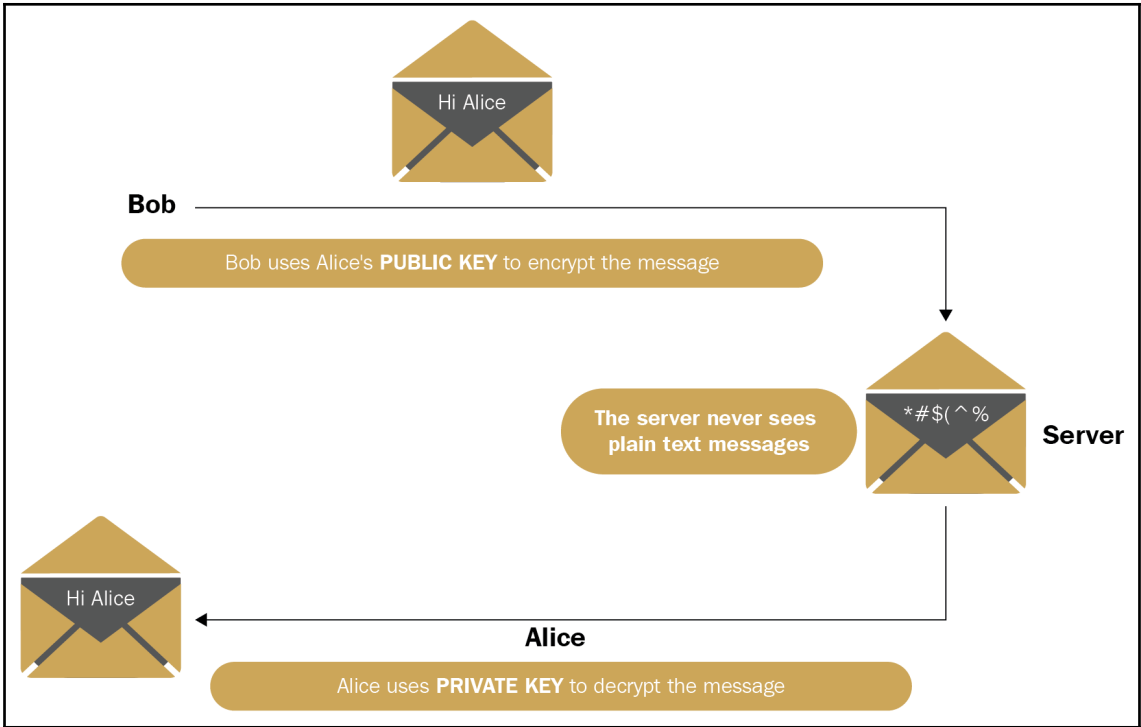 Hi Alice
Bob
Bob uses Alice's PUBLIC KEY to encrypt the message
The server never sees
plain text messages
*#$(^%
Server
Hi Alice
Alice
Alice uses PRIVATE KEY to decrypt the message